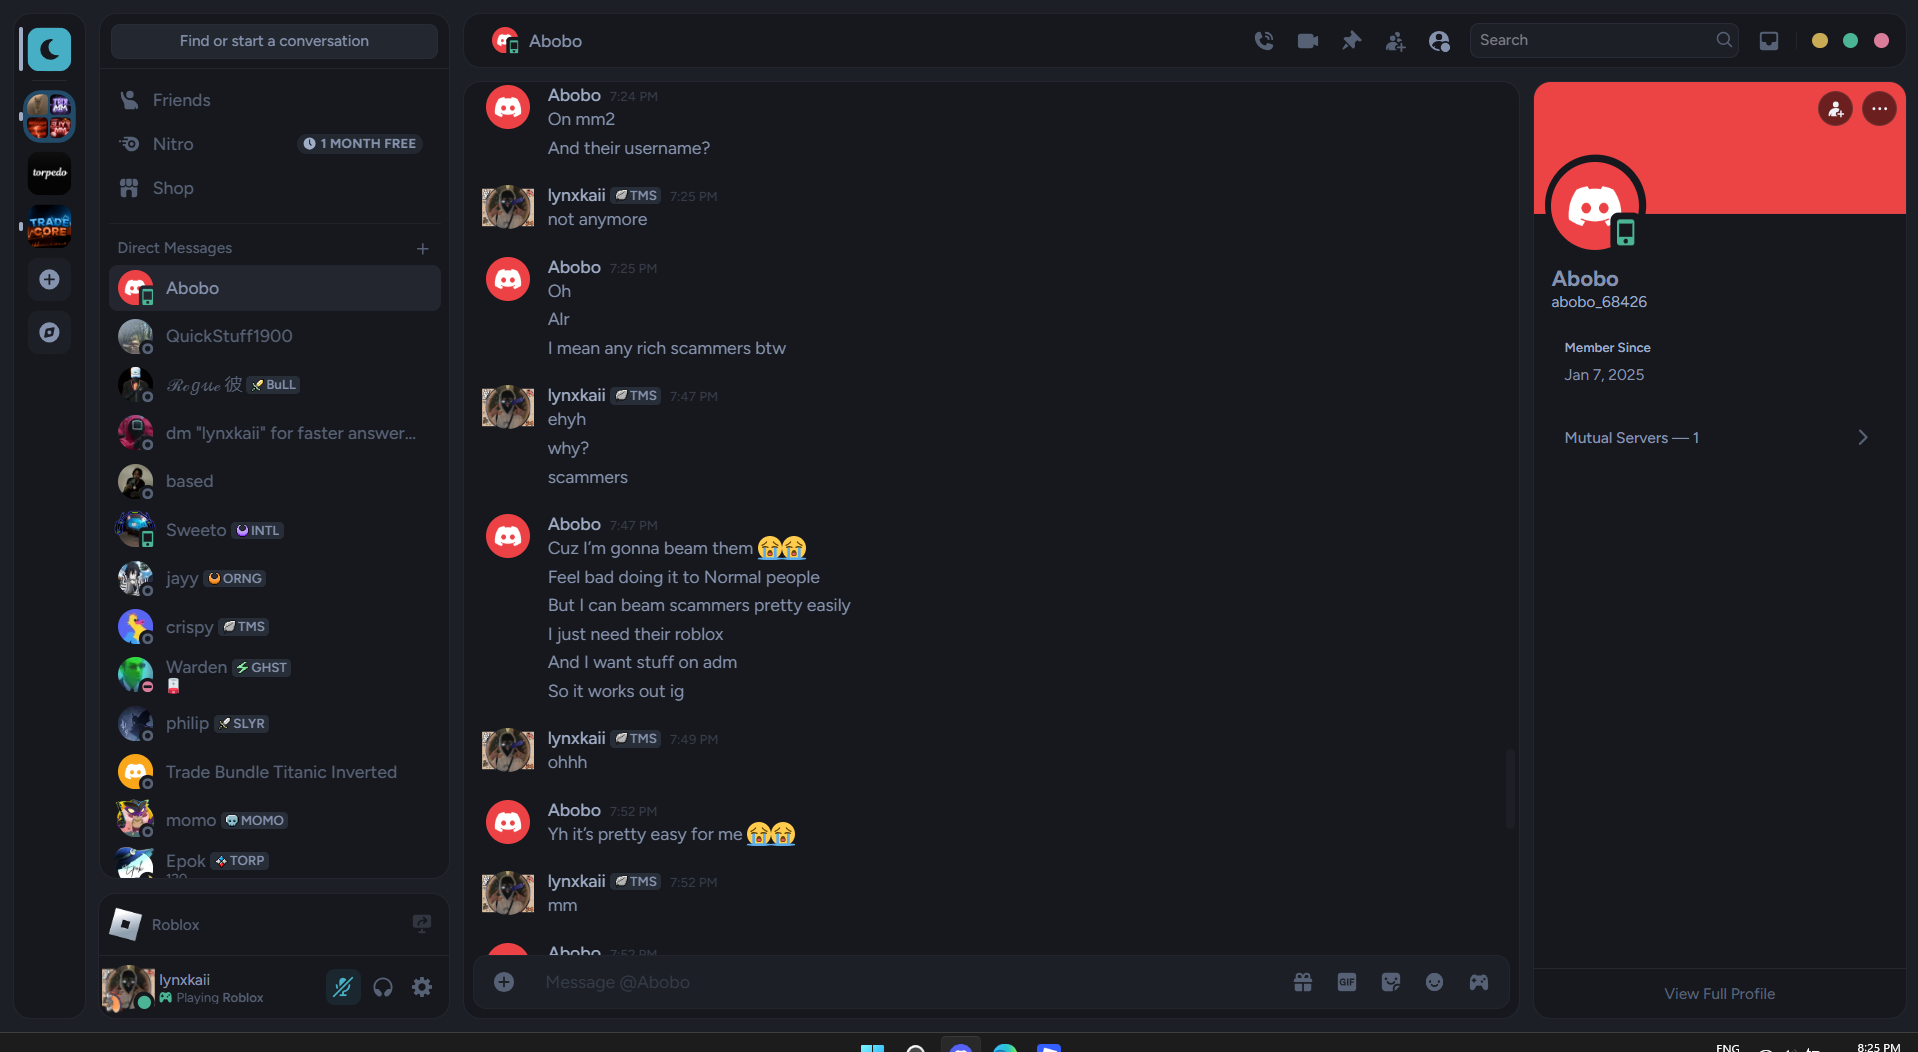 Find or start a conversation
Friends
Nitro
1 MONTH FREE
Shop
torpedo
TRADE
CORE
Direct Messages
Abobo
QuickStuff1900
𝓡𝓸𝓰𝓾𝓮 彼 BuLL
dm "lynxkaii" for faster answer...
based
Sweeto INTL
jayy ORNG
crispy TMS
Warden GHST
philip SLYR
Trade Bundle Titanic Inverted
momo MOMO
Epok TORP
Roblox
lynxkaii
Playing Roblox
Abobo
Search
Abobo 7:24 PM
On mm2
And their username?
lynxkaii TMS 7:25 PM
not anymore
Abobo 7:25 PM
Oh
Alr
I mean any rich scammers btw
lynxkaii TMS 7:47 PM
ehyh
why?
scammers
Abobo 7:47 PM
Cuz I'm gonna beam them 😭😭
Feel bad doing it to Normal people
But I can beam scammers pretty easily
I just need their roblox
And I want stuff on adm
So it works out ig
lynxkaii TMS 7:49 PM
ohhh
Abobo 7:52 PM
Yh it's pretty easy for me 😭😭
lynxkaii TMS 7:52 PM
mm
Abobo 7:52 PM
Message @Abobo
GIF
Abobo
abobo_68426
Member Since
Jan 7, 2025
Mutual Servers — 1
View Full Profile
ENG
8:25 PM